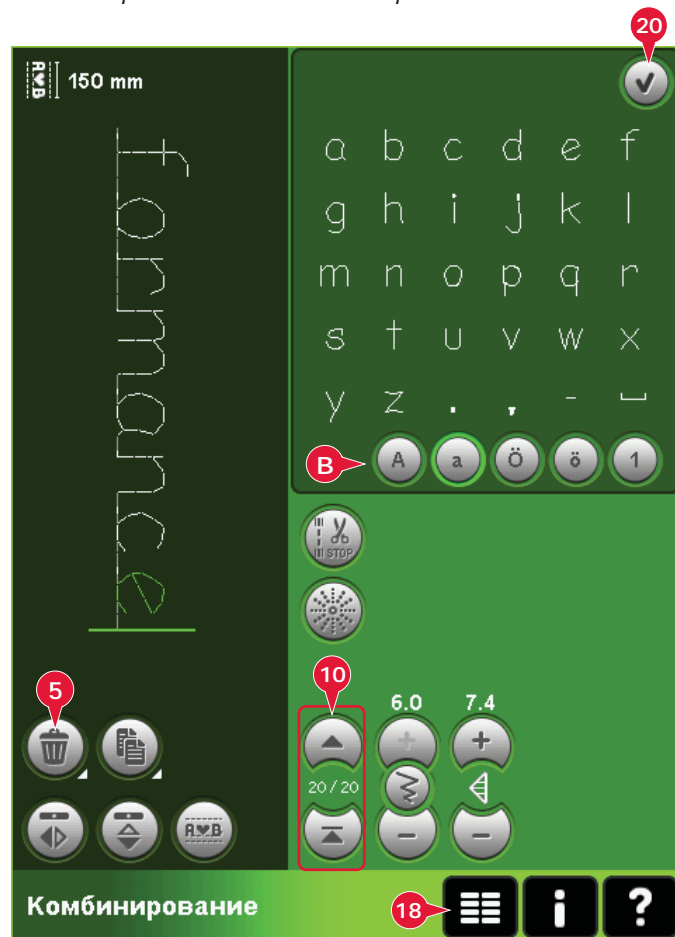 20
A♥B 150 mm
a b c d e f
g h i j k l
m n o p q r
s t u v w x
y z . , - ⎵
B A a Ö ö 1
formance
STOP
5
10
6.0 7.4
20/20
A♥B
Комбинирование
18
i ?